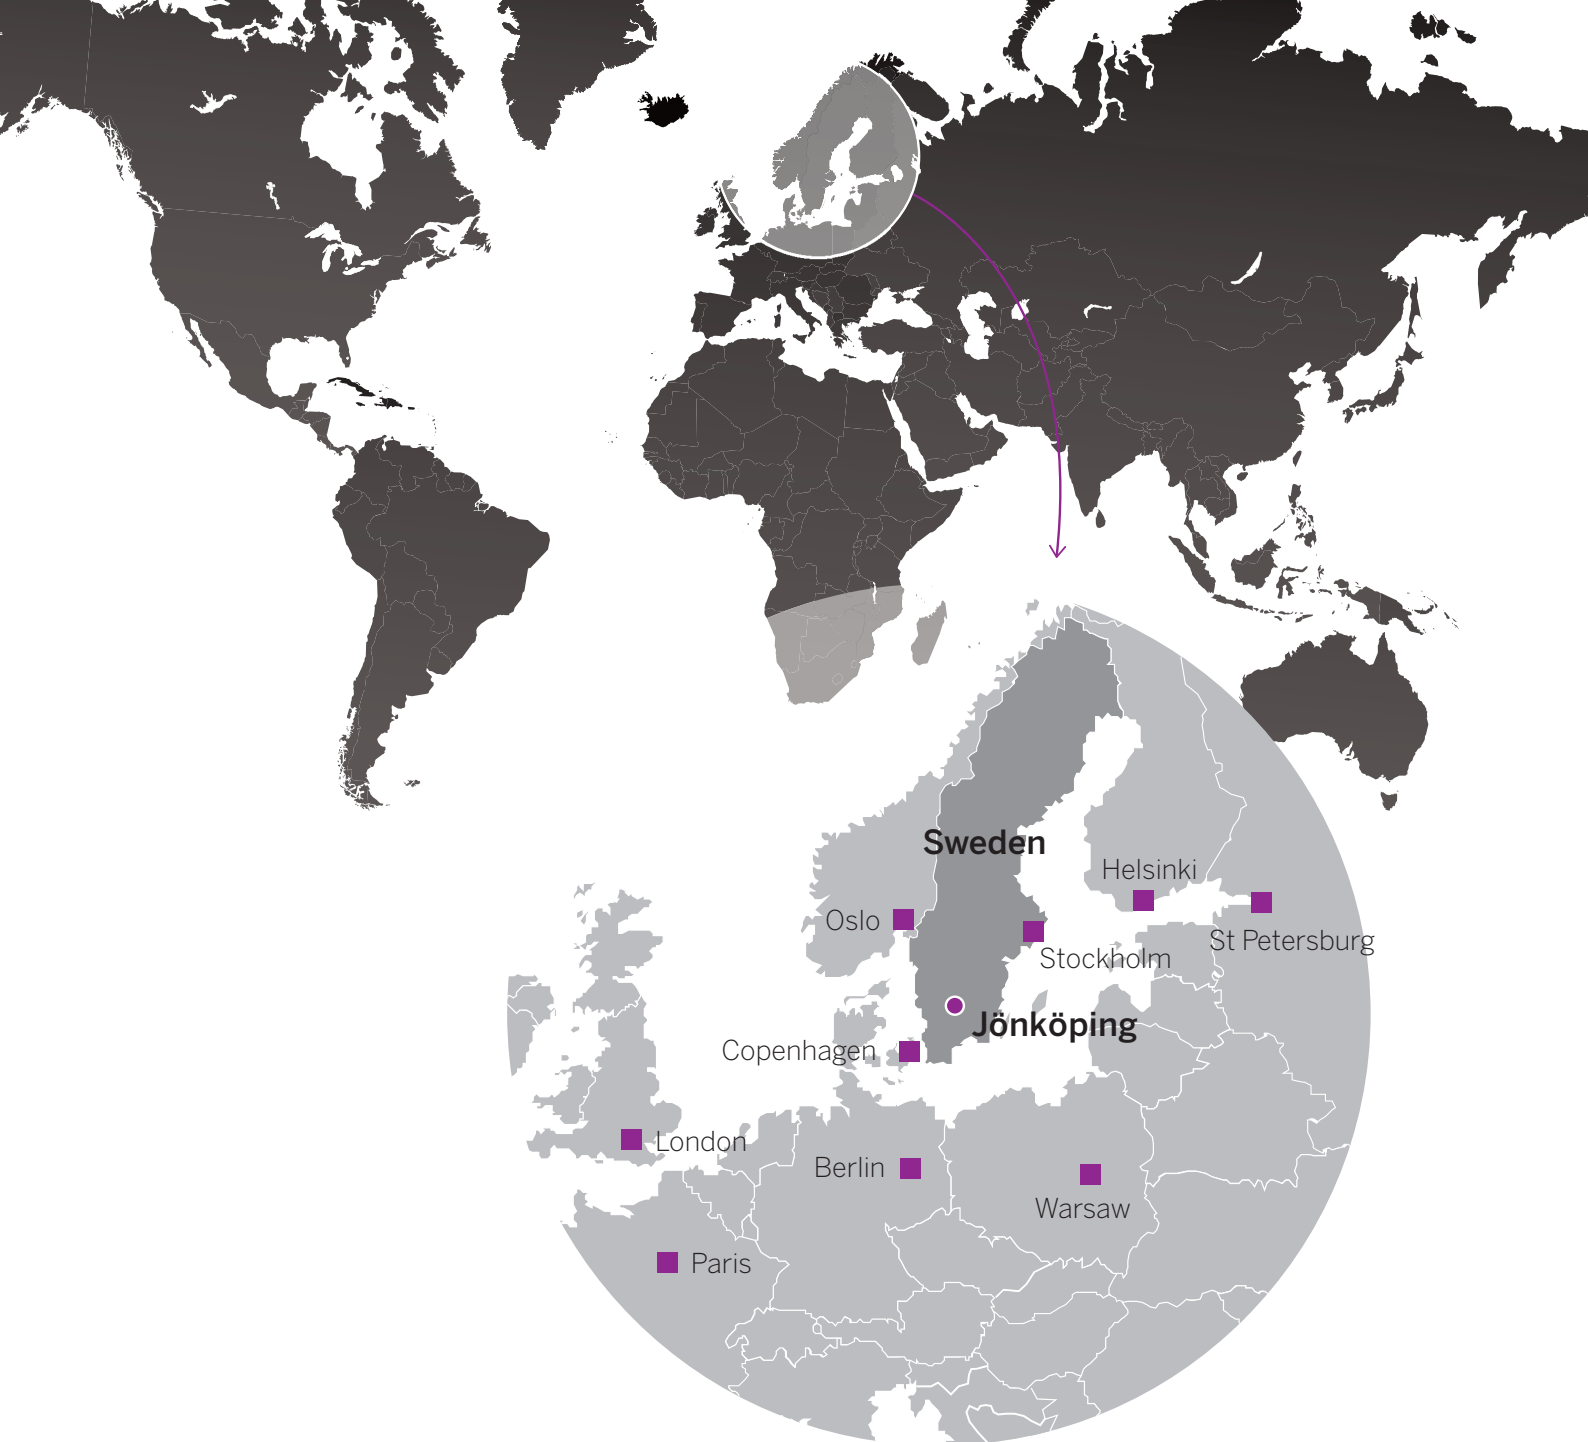 Sweden
Helsinki
Oslo
St Petersburg
Stockholm
Jönköping
Copenhagen
London
Berlin
Warsaw
Paris